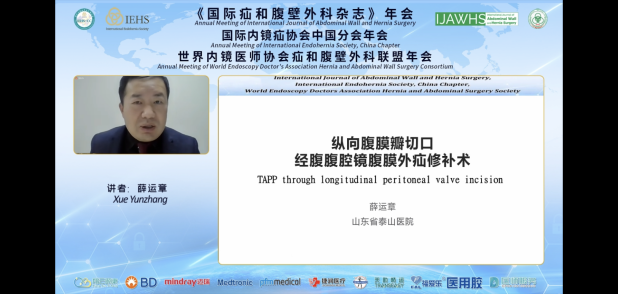 《国际疝和腹壁外科杂志》年会
Annual Meeting of International Journal of Abdominal Wall and Hernia Surgery
国际内镜疝协会中国分会年会
Annual Meeting of International Endohernia Society, China Chapter
世界内镜医师协会疝和腹壁外科联盟年会
Annual Meeting of World Endoscopy Doctor's Association Hernia and Abdominal Wall Surgery Consortium
IEHS
IJAWHS
International Journal of Abdominal Wall and Hernia Surgery,
International Endohernia Society, China Chapter,
World Endoscopy Doctors Association Hernia and Abdominal Surgery Society
纵向腹膜瓣切口
经腹腹腔镜腹膜外疝修补术
TAPP through longitudinal peritoneal valve incision
薛运章
山东省泰山医院
讲者：薛运章
Xue Yunzhang
BD
mindray迈瑞
Medtronic
pfmmedical
捷润医疗
福爱乐
医用胶